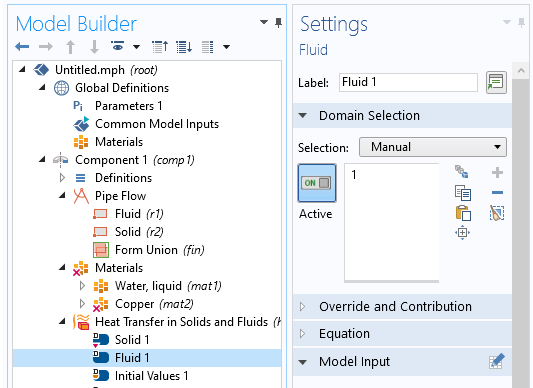 Model Builder
Untitled.mph (root)
Global Definitions
Pi Parameters 1
Common Model Inputs
Materials
Component 1 (comp1)
Definitions
Pipe Flow
Fluid (r1)
Solid (r2)
Form Union (fin)
Materials
Water, liquid (mat1)
Copper (mat2)
Heat Transfer in Solids and Fluids (h
Solid 1
Fluid 1
Initial Values 1
Settings
Fluid
Label: Fluid 1
Domain Selection
Selection: Manual
ON
1
Active
Override and Contribution
Equation
Model Input